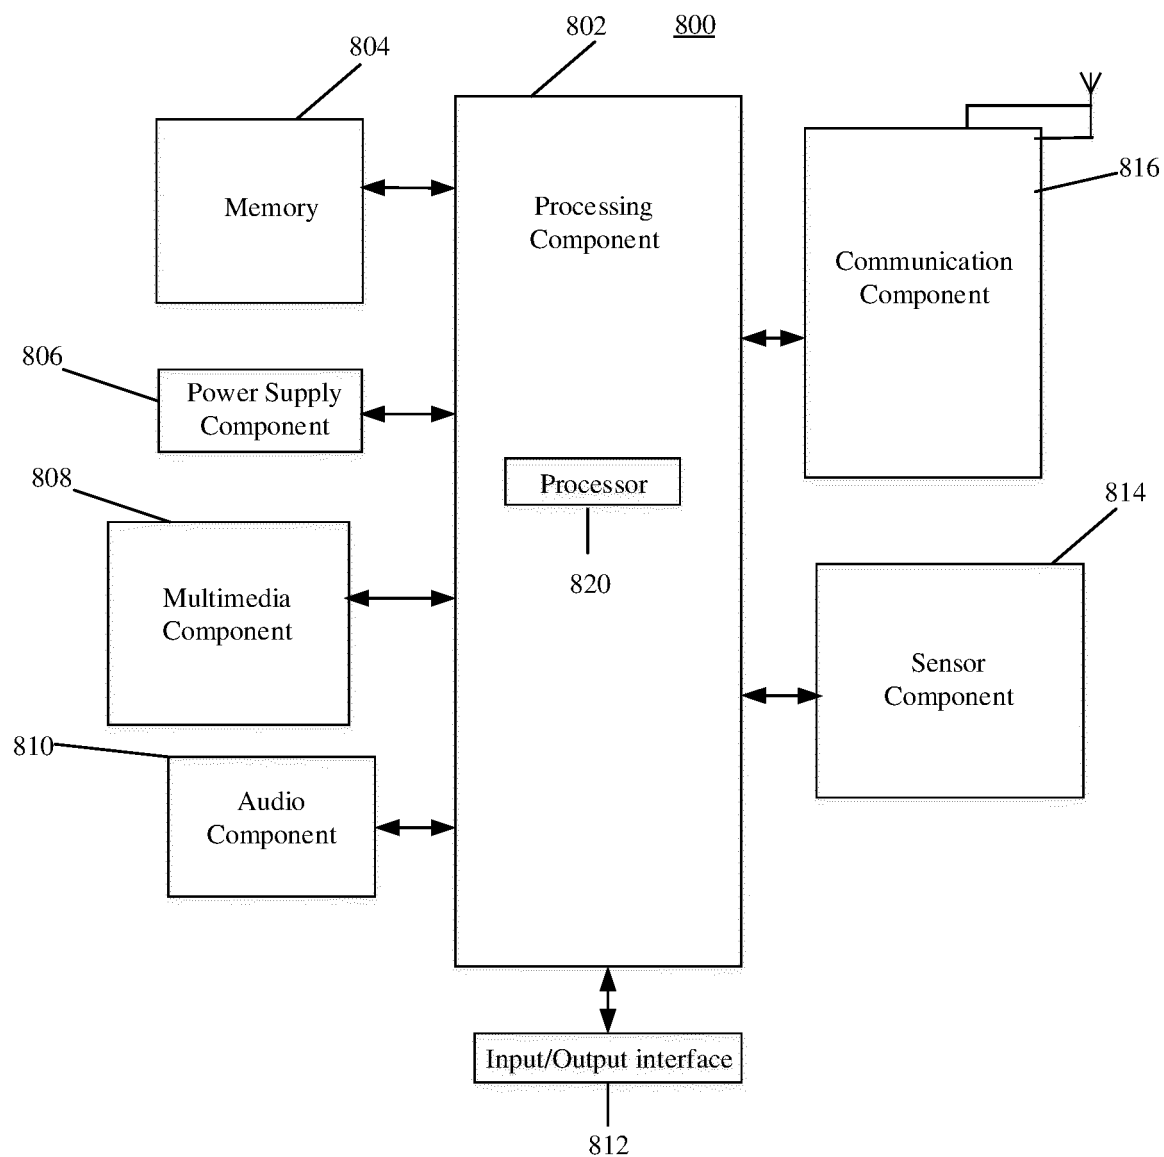 800
802
804
Memory
Processing
Component
816
Communication
Component
806
Power Supply
Component
808
Processor
820
814
Multimedia
Component
Sensor
Component
810
Audio
Component
Input/Output interface
812